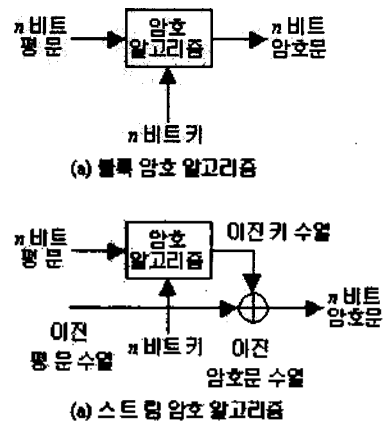 n 비트
평 문
암호
알고리즘
n 비트
암호문
n 비트 키
(a) 블록 암호 알고리즘
n 비트
평 문
암호
알고리즘
이진 키 수열
n 비트
암호문
이진
평 문 수열
n 비트 키
이진
암호문 수열
(a) 스트 링 암호 알고리즘